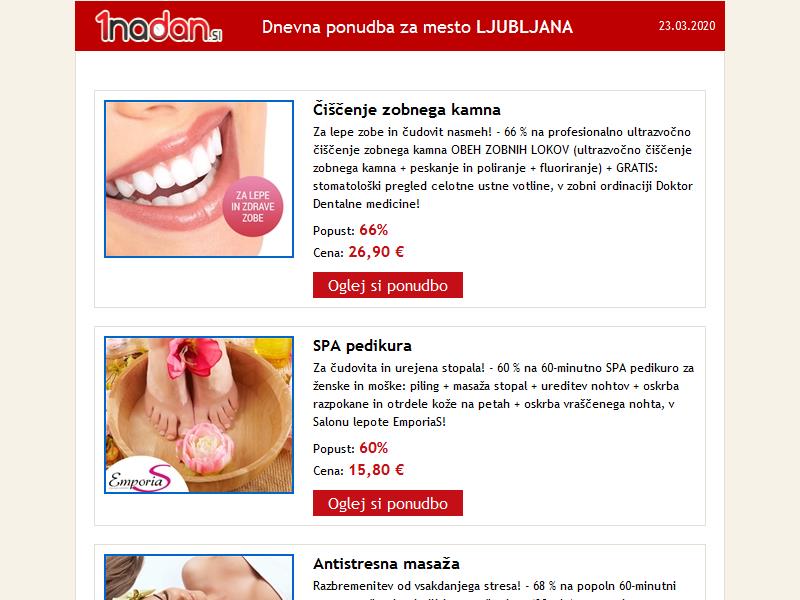 1nadan.si
Dnevna ponudba za mesto LJUBLJANA
23.03.2020
Čiščenje zobnega kamna
Za lepe zobe in čudovit nasmeh! - 66 % na profesionalno ultrazvočno
čiščenje zobnega kamna OBEH ZOBNIH LOKOV (ultrazvočno čiščenje
zobnega kamna + peskanje in poliranje + fluoriranje) + GRATIS:
stomatološki pregled celotne ustne votline, v zobni ordinaciji Doktor
Dentalne medicine!
ZA LEPE
IN ZDRAVE
ZOBE
Popust: 66%
Cena: 26,90 €
Oglej si ponudbo
SPA pedikura
Za čudovita in urejena stopala! - 60 % na 60-minutno SPA pedikuro za
ženske in moške: piling + masaža stopal + ureditev nohtov + oskrba
razpokane in otrdele kože na petah + oskrba vraščenega nohta, v
Salonu lepote EmporiaS!
EmporiaS
Popust: 60%
Cena: 15,80 €
Oglej si ponudbo
Antistresna masaža
Razbremenitev od vsakdanjega stresa! - 68 % na popoln 60-minutni